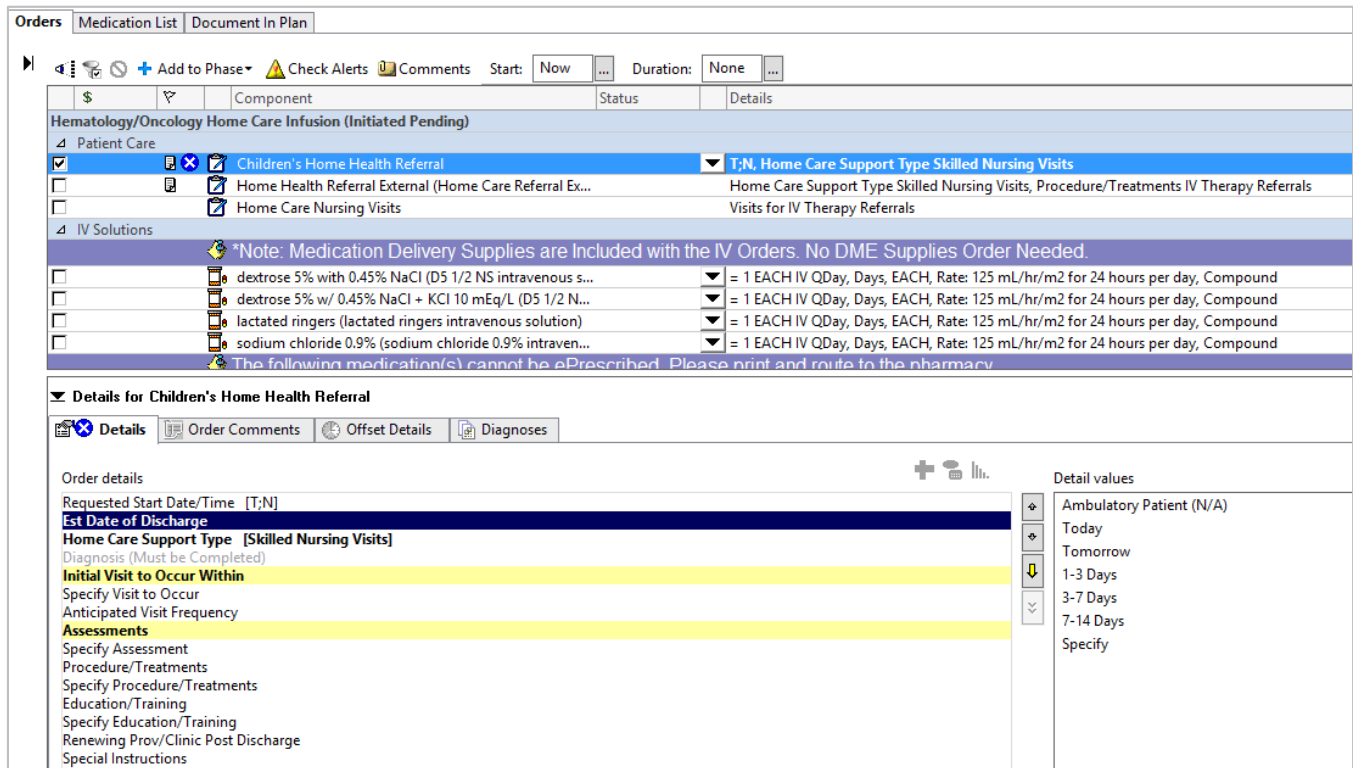 Orders Medication List Document In Plan
Add to Phase Check Alerts Comments Start: Now ... Duration: None ...
$ Component Status Details
Hematology/Oncology Home Care Infusion (Initiated Pending)
Patient Care
Children's Home Health Referral T;N, Home Care Support Type Skilled Nursing Visits
Home Health Referral External (Home Care Referral Ex... Home Care Support Type Skilled Nursing Visits, Procedure/Treatments IV Therapy Referrals
Home Care Nursing Visits Visits for IV Therapy Referrals
IV Solutions
*Note: Medication Delivery Supplies are Included with the IV Orders. No DME Supplies Order Needed.
dextrose 5% with 0.45% NaCl (D5 1/2 NS intravenous s... = 1 EACH IV QDay, Days, EACH, Rate: 125 mL/hr/m2 for 24 hours per day, Compound
dextrose 5% w/ 0.45% NaCl + KCl 10 mEq/L (D5 1/2 N... = 1 EACH IV QDay, Days, EACH, Rate: 125 mL/hr/m2 for 24 hours per day, Compound
lactated ringers (lactated ringers intravenous solution) = 1 EACH IV QDay, Days, EACH, Rate: 125 mL/hr/m2 for 24 hours per day, Compound
sodium chloride 0.9% (sodium chloride 0.9% intraven... = 1 EACH IV QDay, Days, EACH, Rate: 125 mL/hr/m2 for 24 hours per day, Compound
The following medication(s) cannot be ePrescribed. Please print and route to the pharmacy
Details for Children's Home Health Referral
Details Order Comments Offset Details Diagnoses
Order details
Requested Start Date/Time [T;N]
Est Date of Discharge
Home Care Support Type [Skilled Nursing Visits]
Diagnosis (Must be Completed)
Initial Visit to Occur Within
Specify Visit to Occur
Anticipated Visit Frequency
Assessments
Specify Assessment
Procedure/Treatments
Specify Procedure/Treatments
Education/Training
Specify Education/Training
Renewing Prov/Clinic Post Discharge
Special Instructions
Detail values
Ambulatory Patient (N/A)
Today
Tomorrow
1-3 Days
3-7 Days
7-14 Days
Specify